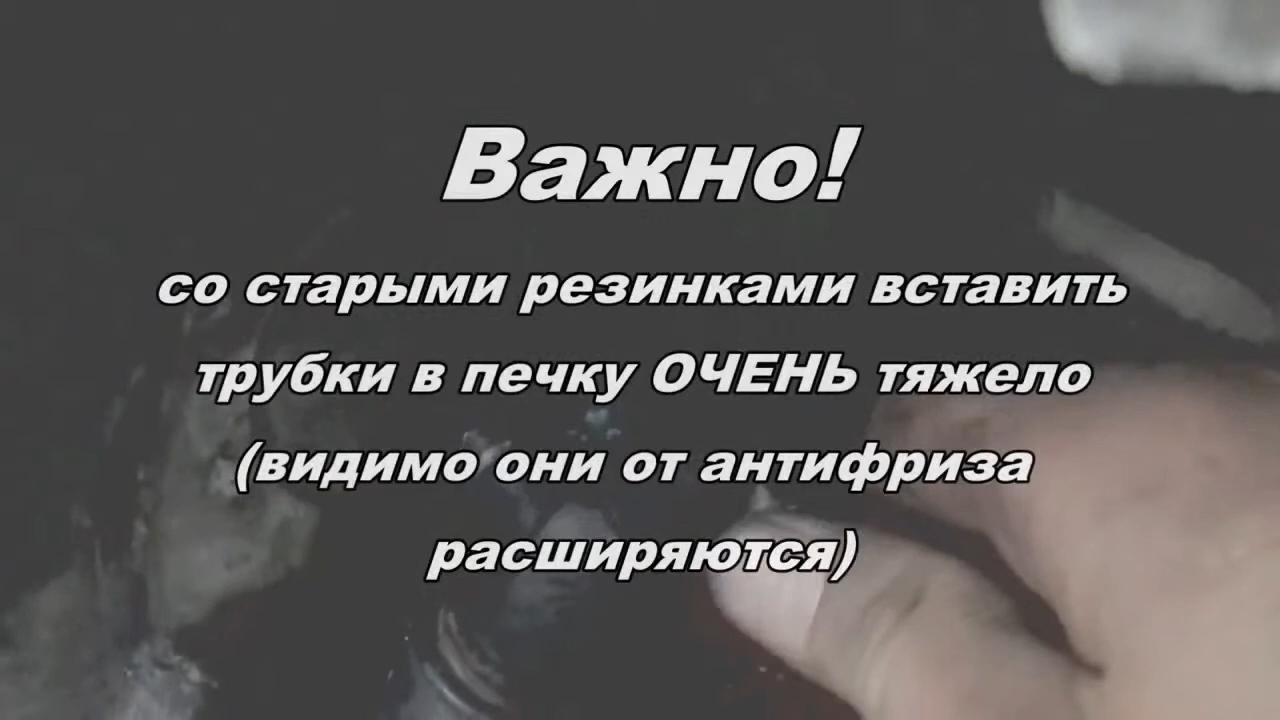 Важно!
со старыми резинками вставить
трубки в печку ОЧЕНЬ тяжело
(видимо они от антифриза
расширяются)